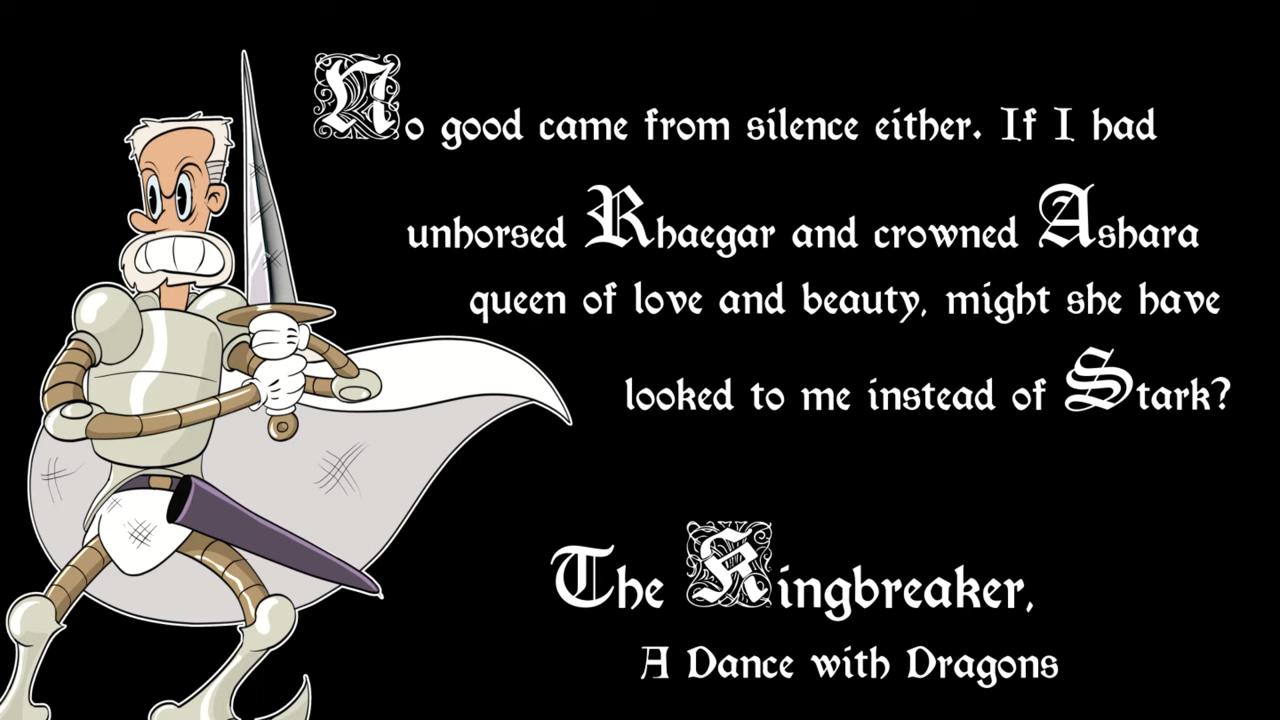 No good came from silence either. If I had
unhorsed Rhaegar and crowned Ashara
queen of love and beauty, might she have
looked to me instead of Stark?
The Kingbreaker,
A Dance with Dragons